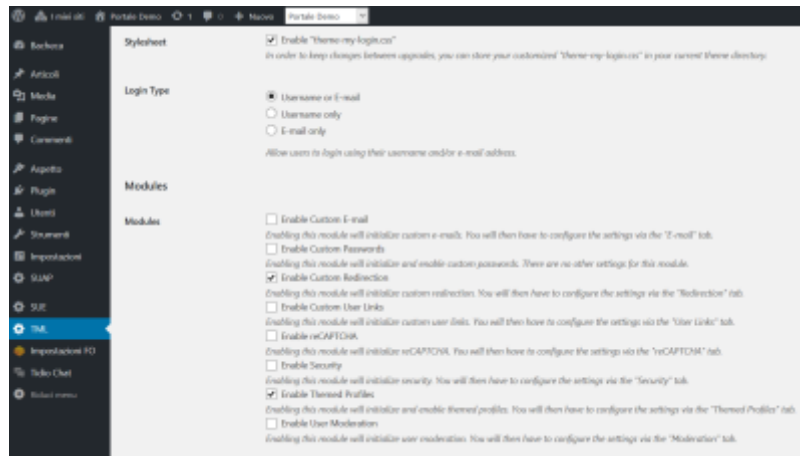 I miei siti Portale Demo 1 0 Nuovo Portale Demo
Bacheca
Articoli
Media
Pagine
Commenti
Aspetto
Plugin
Utenti
Strumenti
Impostazioni
SUAP
SUE
TML
Impostazioni FO
Tidio Chat
Riduci menu
Stylesheet
Enable "theme-my-login.css"
In order to keep changes between upgrades, you can store your customized "theme-my-login.css" in your current theme directory.
Login Type
Username or E-mail
Username only
E-mail only
Allow users to login using their username and/or e-mail address.
Modules
Modules
Enable Custom E-mail
Enabling this module will initialize custom e-mails. You will then have to configure the settings via the "E-mail" tab.
Enable Custom Passwords
Enabling this module will initialize and enable custom passwords. There are no other settings for this module.
Enable Custom Redirection
Enabling this module will initialize custom redirection. You will then have to configure the settings via the "Redirection" tab.
Enable Custom User Links
Enabling this module will initialize custom user links. You will then have to configure the settings via the "User Links" tab.
Enable reCAPTCHA
Enabling this module will initialize reCAPTCHA. You will then have to configure the settings via the "reCAPTCHA" tab.
Enable Security
Enabling this module will initialize security. You will then have to configure the settings via the "Security" tab.
Enable Themed Profiles
Enabling this module will initialize and enable themed profiles. You will then have to configure the settings via the "Themed Profiles" tab.
Enable User Moderation
Enabling this module will initialize user moderation. You will then have to configure the settings via the "Moderation" tab.